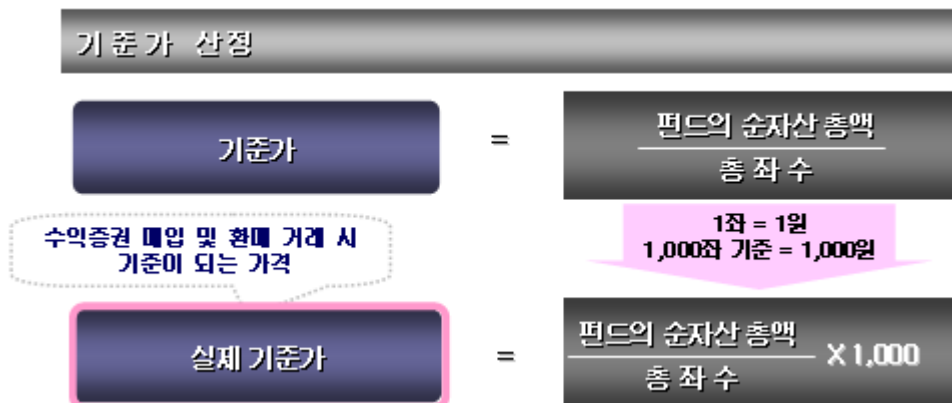 기준가 산정
기준가
=
펀드의 순자산 총액
총 좌 수
수익증권 매입 및 환매 거래 시
기준이 되는 가격
1좌 = 1원
1,000좌 기준 = 1,000원
실제 기준가
=
펀드의 순자산 총액
총 좌 수
X 1,000